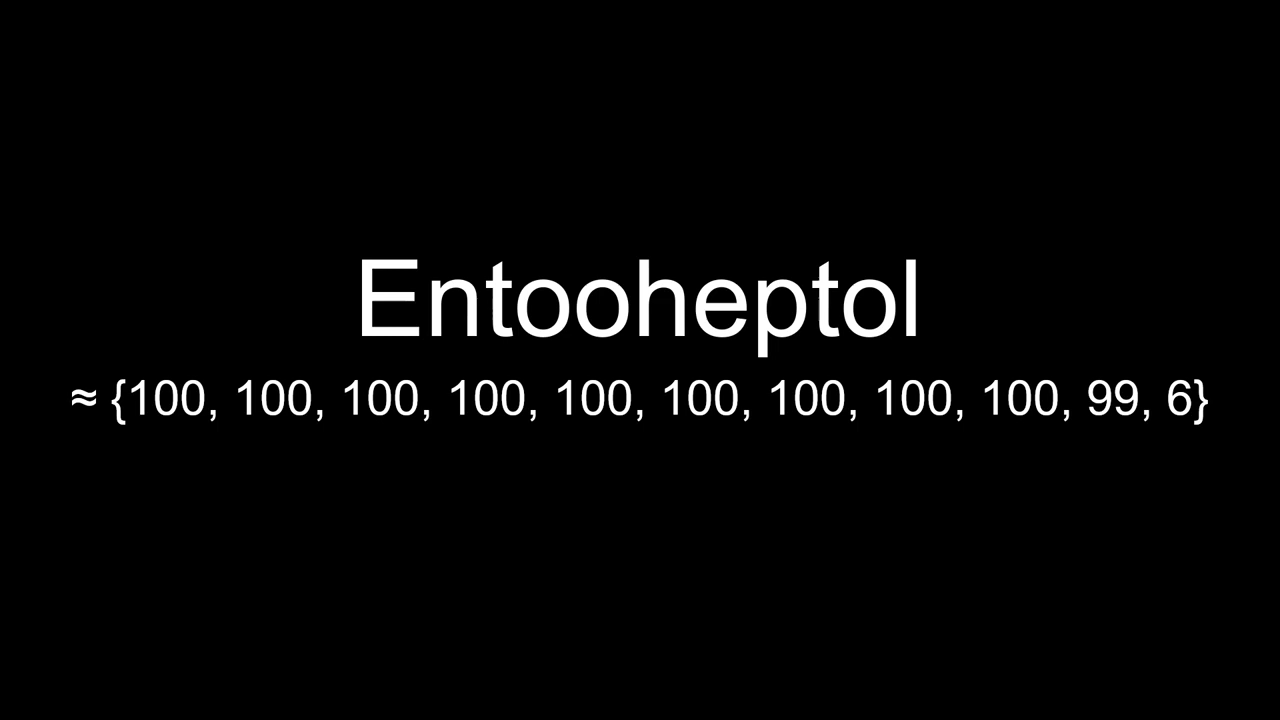 Entooheptol
≈ {100, 100, 100, 100, 100, 100, 100, 100, 100, 99, 6}